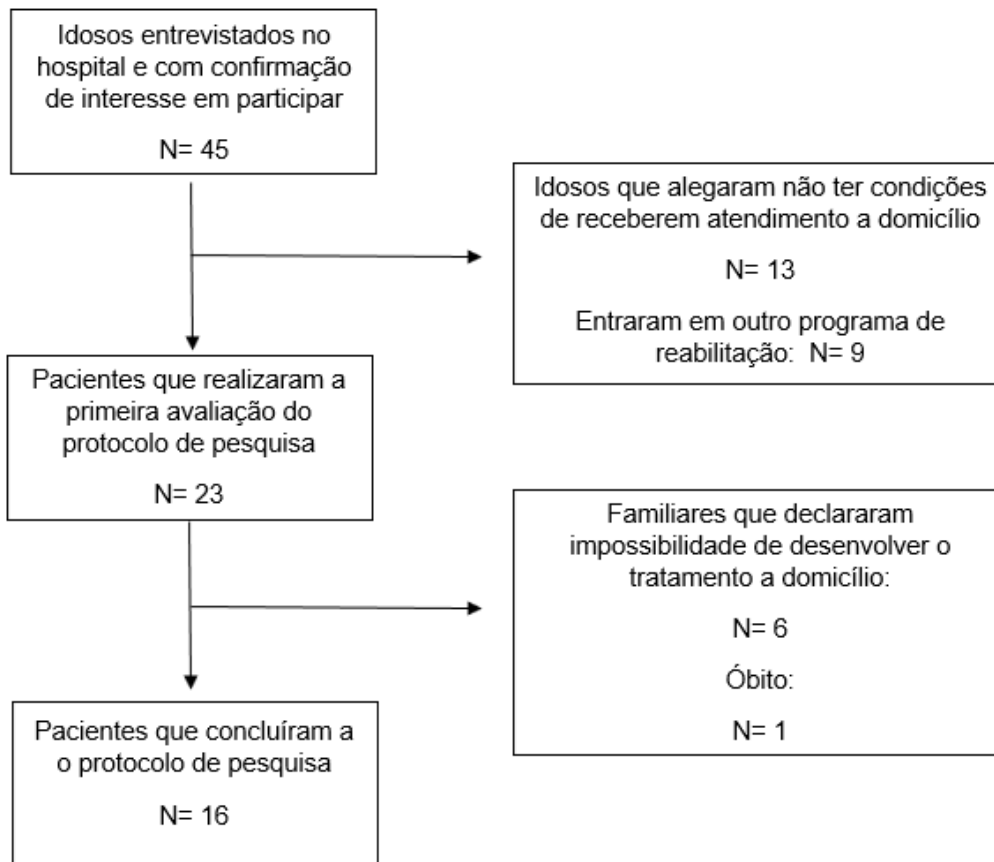 Idosos entrevistados no
hospital e com confirmação
de interesse em participar
N= 45
Idosos que alegaram não ter condições
de receberem atendimento a domicílio
N= 13
Entraram em outro programa de
reabilitação: N= 9
Pacientes que realizaram a
primeira avaliação do
protocolo de pesquisa
N= 23
Familiares que declararam
impossibilidade de desenvolver o
tratamento a domicílio:
N= 6
Óbito:
N= 1
Pacientes que concluíram a
o protocolo de pesquisa
N= 16